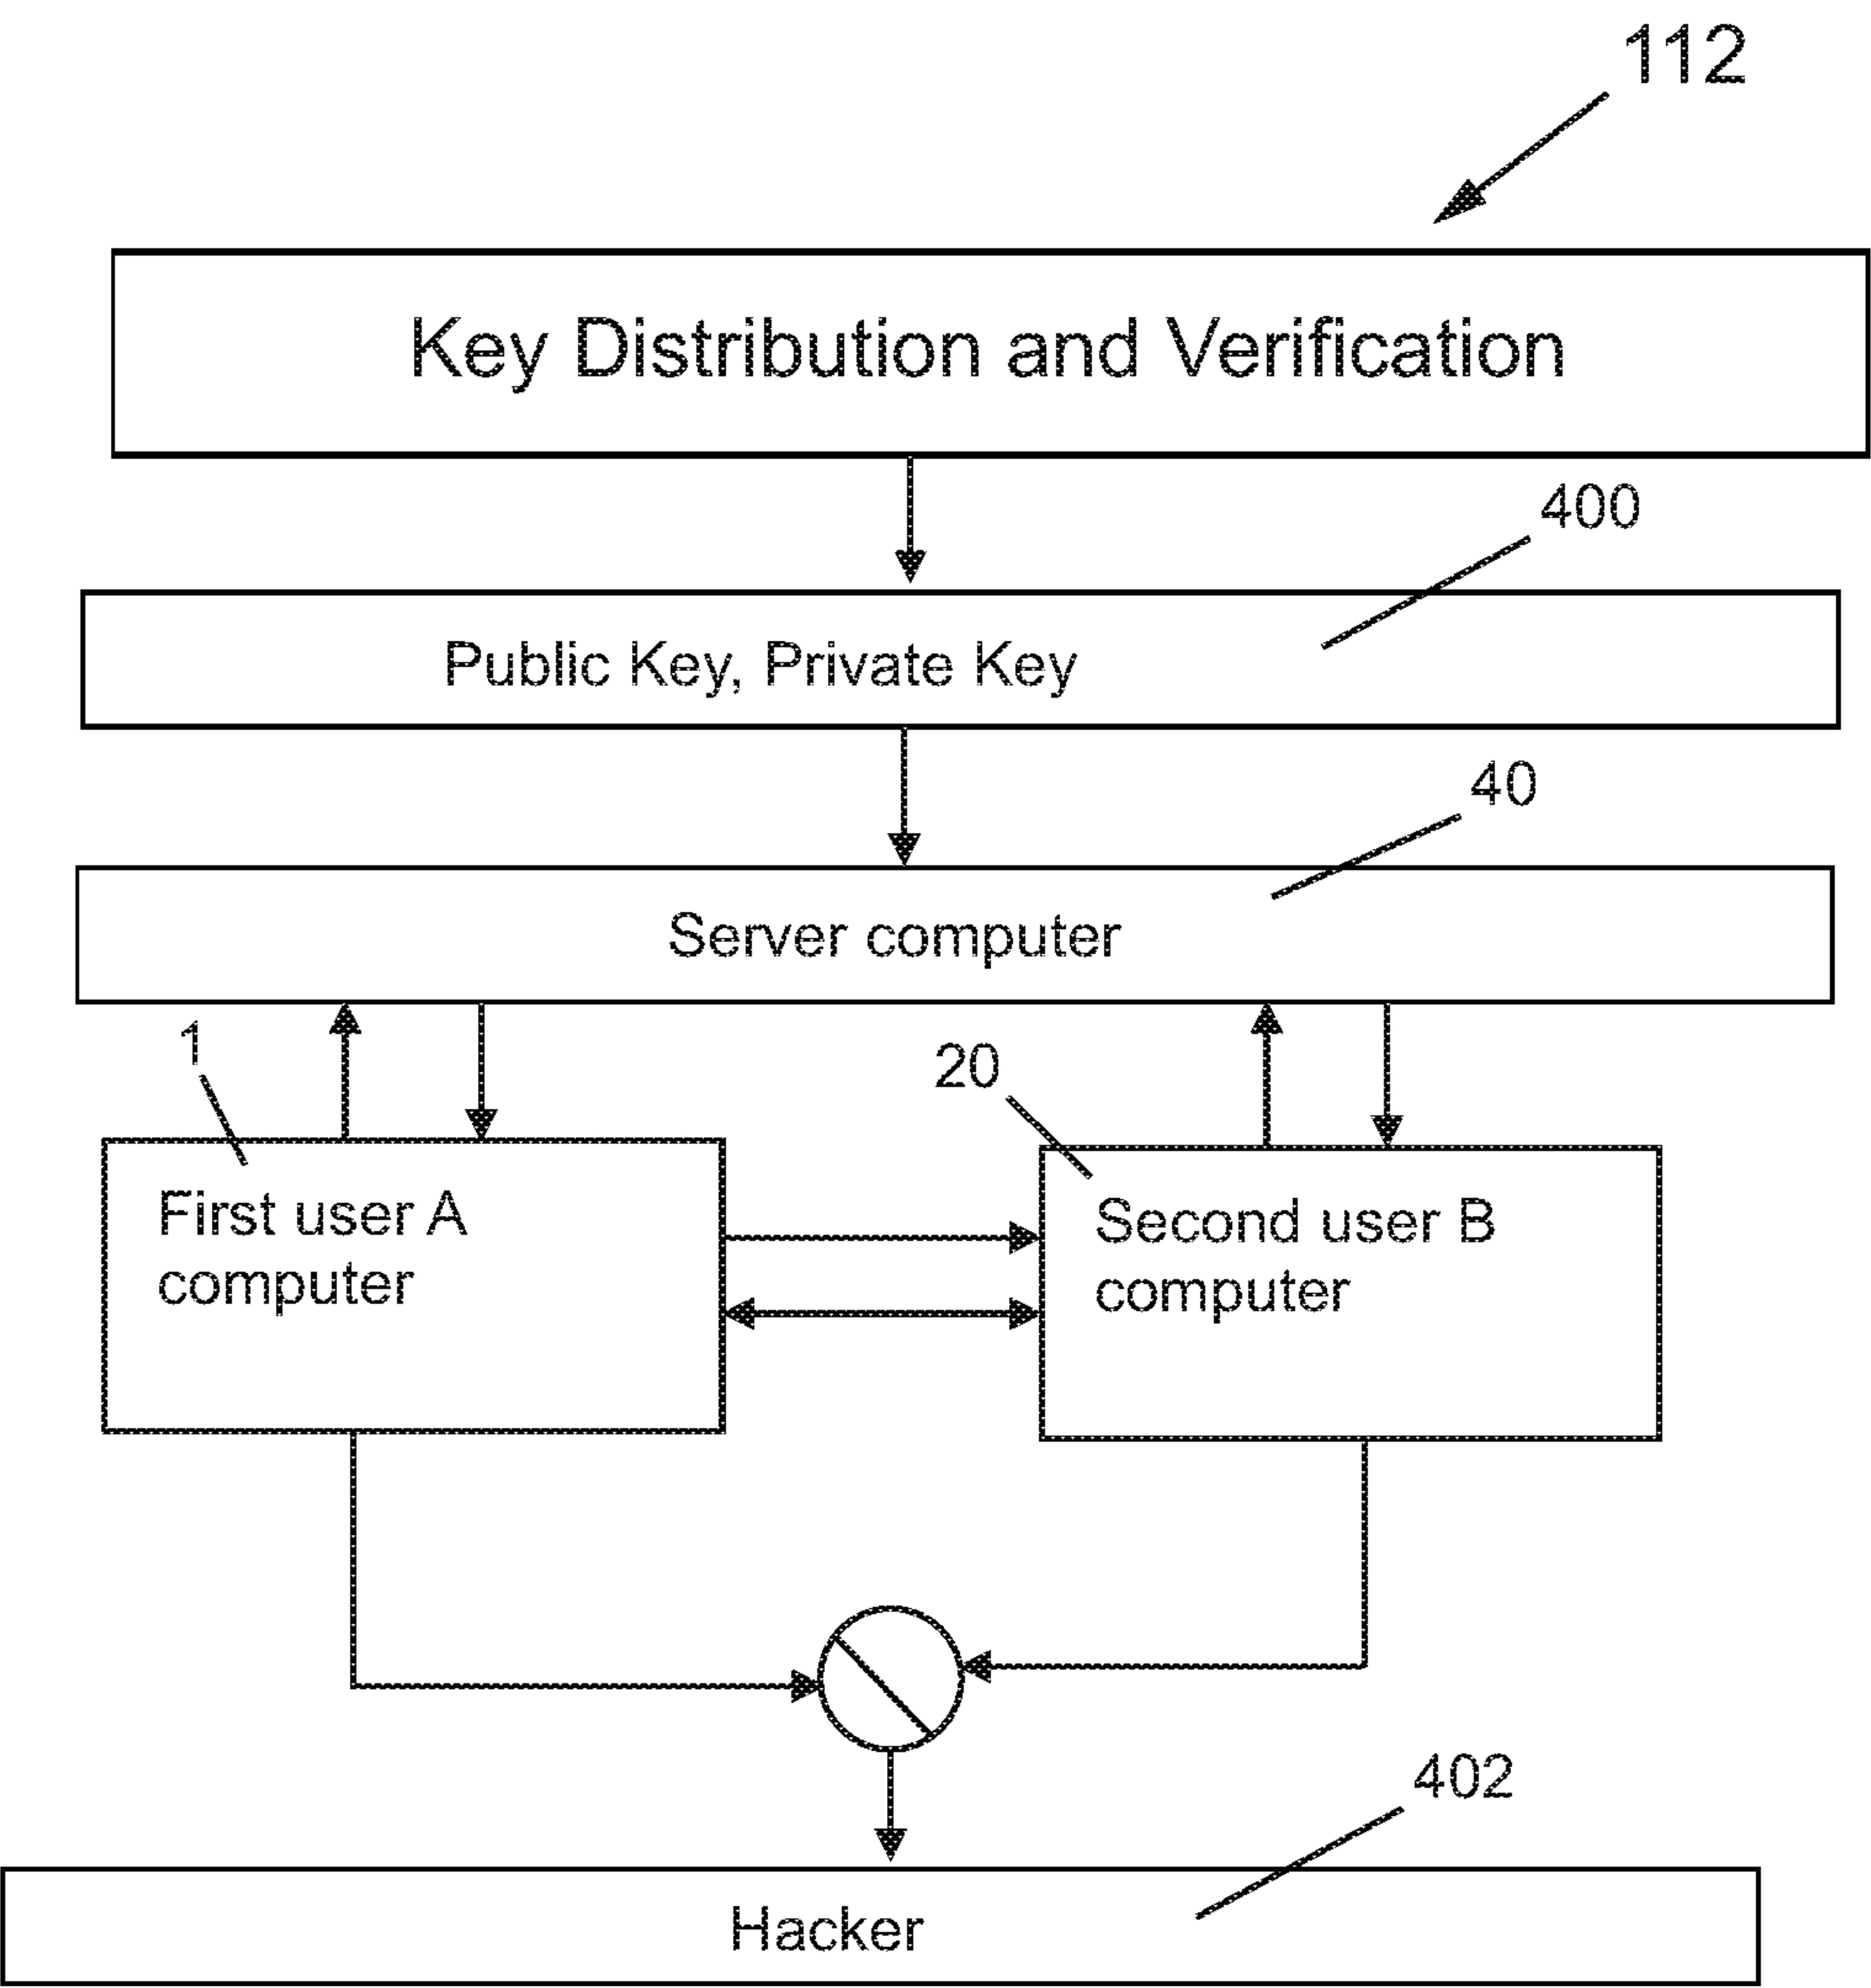 112
Key Distribution and Verification
400
Public Key, Private Key
40
Server computer
1
20
First user A
computer
Second user B
computer
402
Hacker